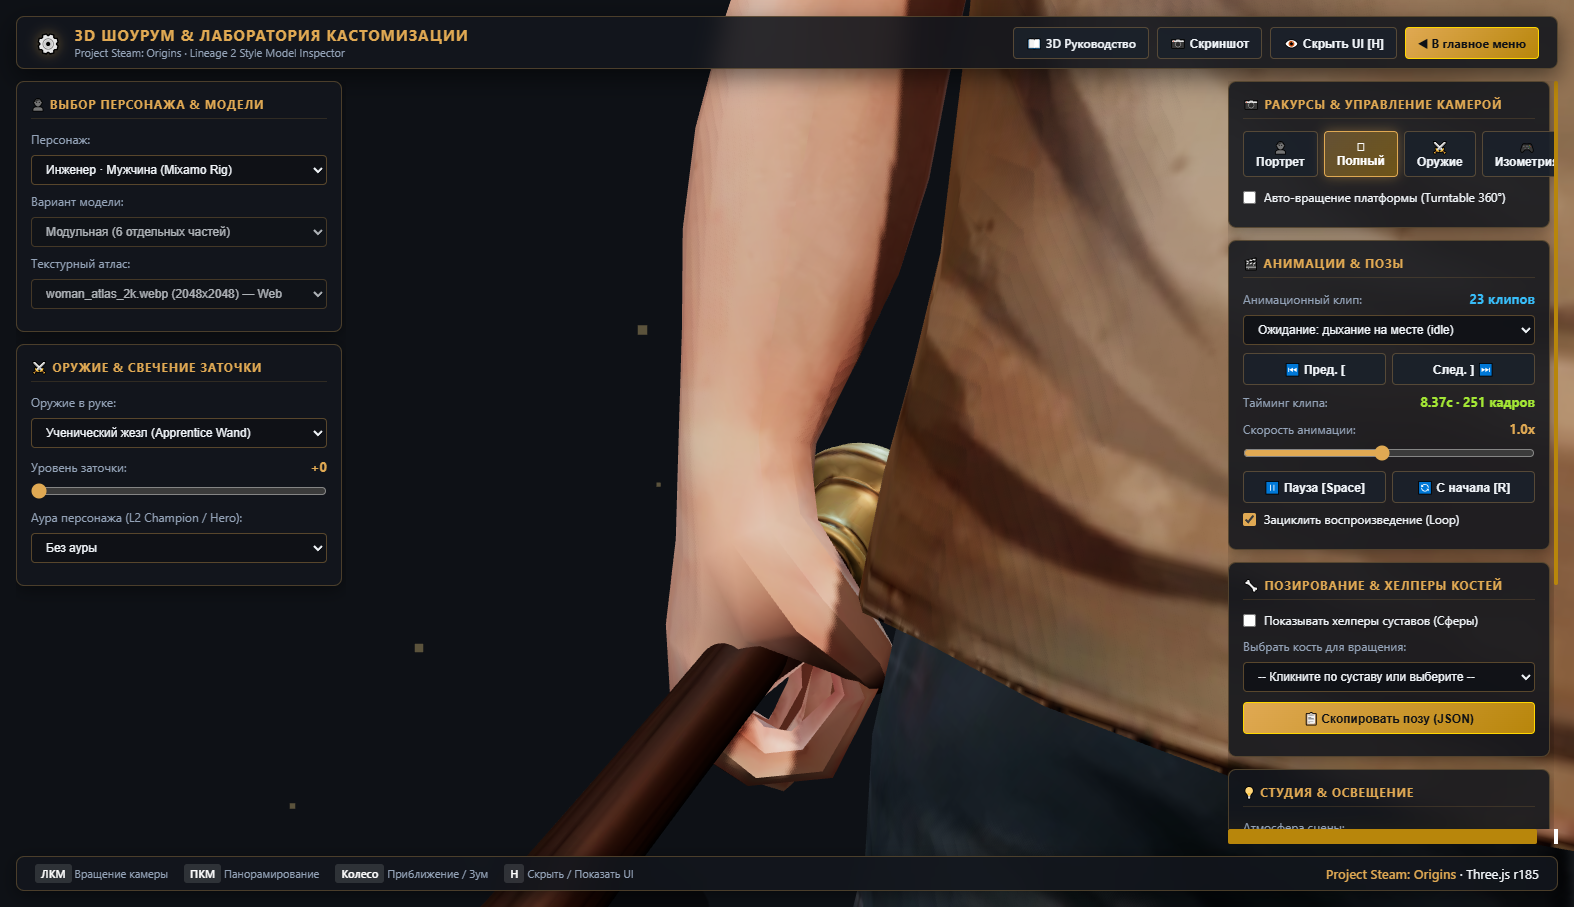 3D ШОУРУМ & ЛАБОРАТОРИЯ КАСТОМИЗАЦИИ
Project Steam: Origins · Lineage 2 Style Model Inspector
3D Руководство
Скриншот
Скрыть UI [H]
◀ В главное меню
ВЫБОР ПЕРСОНАЖА & МОДЕЛИ
Персонаж:
Инженер - Мужчина (Mixamo Rig)
Вариант модели:
Модульная (6 отдельных частей)
Текстурный атлас:
woman_atlas_2k.webp (2048x2048) — Web
ОРУЖИЕ & СВЕЧЕНИЕ ЗАТОЧКИ
Оружие в руке:
Ученический жезл (Apprentice Wand)
Уровень заточки:
+0
Аура персонажа (L2 Champion / Hero):
Без ауры
РАКУРСЫ & УПРАВЛЕНИЕ КАМЕРОЙ
Портрет
Полный
Оружие
Изометрия
Авто-вращение платформы (Turntable 360°)
АНИМАЦИИ & ПОЗЫ
Анимационный клип:
23 клипов
Ожидание: дыхание на месте (idle)
Пред. [
След. ]
Тайминг клипа:
8.37с · 251 кадров
Скорость анимации:
1.0x
Пауза [Space]
С начала [R]
Зациклить воспроизведение (Loop)
ПОЗИРОВАНИЕ & ХЕЛПЕРЫ КОСТЕЙ
Показывать хелперы суставов (Сферы)
Выбрать кость для вращения:
-- Кликните по суставу или выберите --
Скопировать позу (JSON)
СТУДИЯ & ОСВЕЩЕНИЕ
Атмосфера сцены:
ЛКМ Вращение камеры
ПКМ Панорамирование
Колесо Приближение / Зум
H Скрыть / Показать UI
Project Steam: Origins · Three.js r185